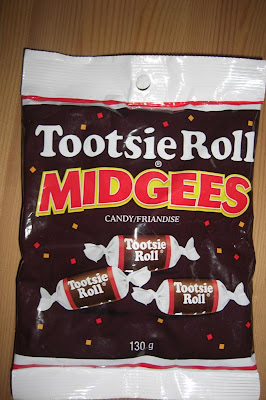 Tootsie Roll
®
MIDGEES
CANDY/FRIANDISE
Tootsie
Roll
Tootsie
Roll
Tootsie
Roll
130 g